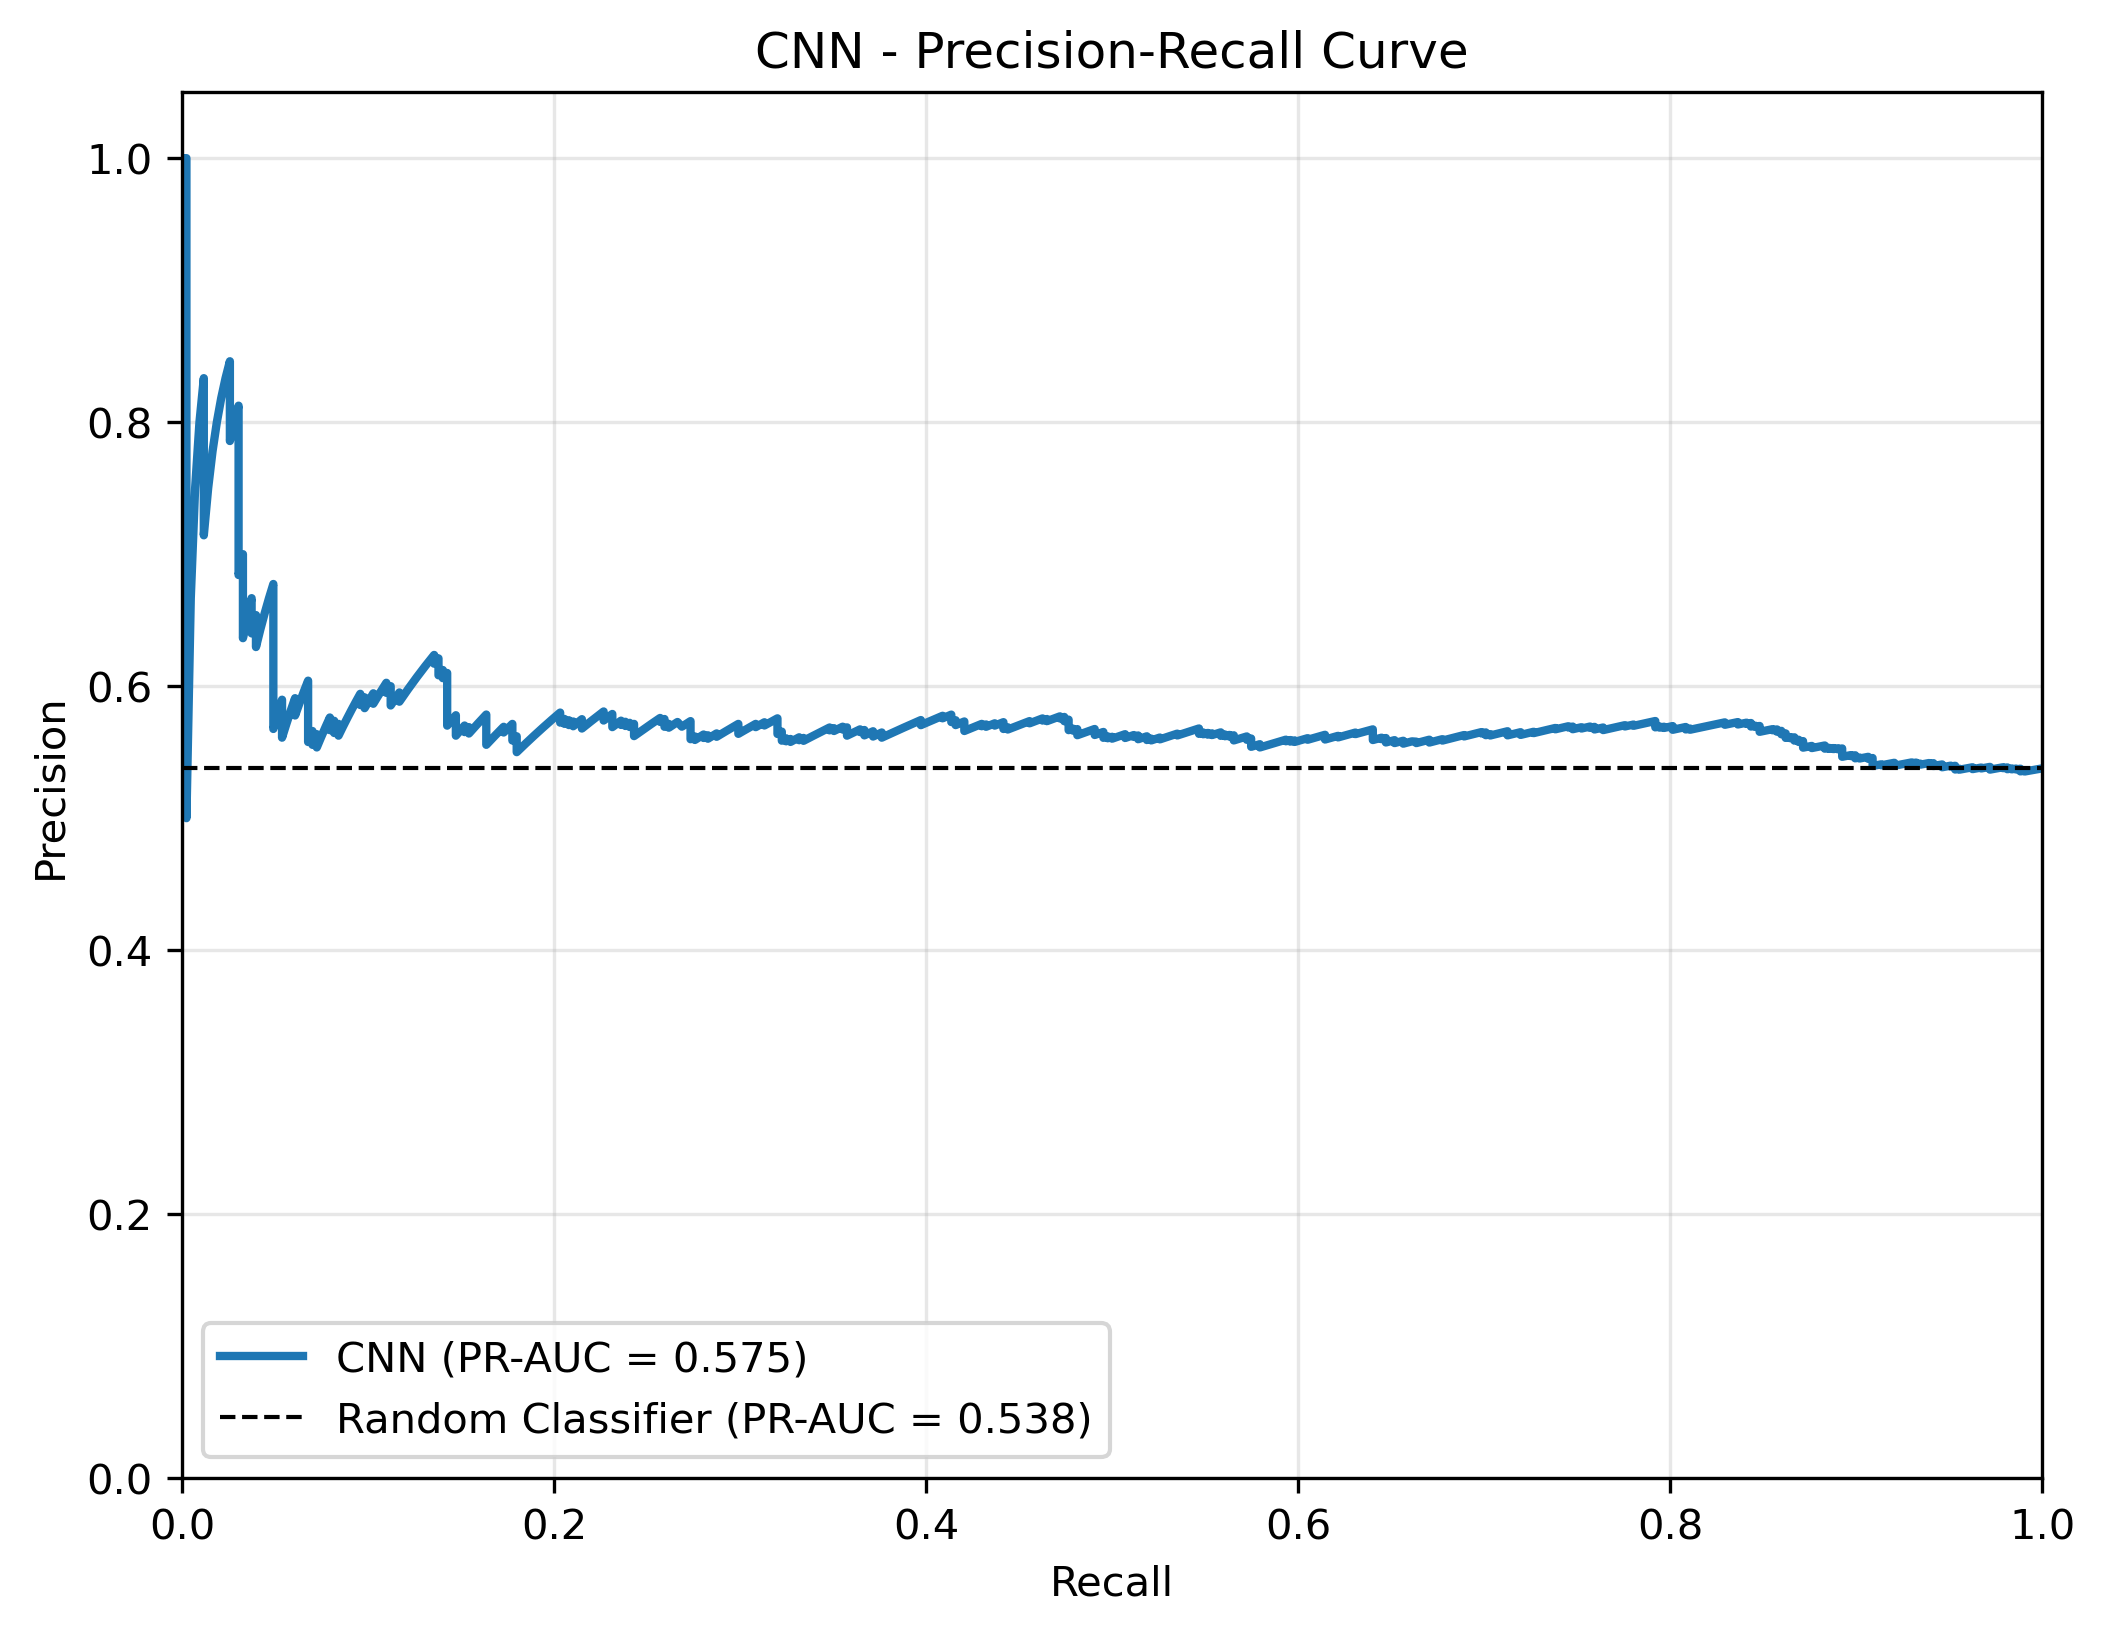 CNN - Precision-Recall Curve
1.0
0.8
0.6
0.4
0.2
0.0
Precision
CNN (PR-AUC = 0.575)
Random Classifier (PR-AUC = 0.538)
0.0 0.2 0.4 0.6 0.8 1.0
Recall